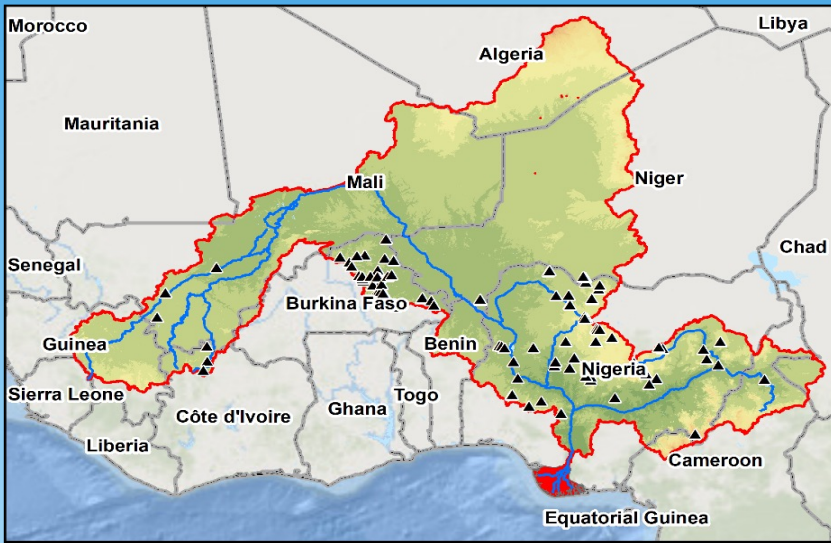 Morocco
Libya
Algeria
Mauritania
Mali
Niger
Chad
Senegal
Burkina Faso
Guinea
Benin
Nigeria
Sierra Leone
Togo
Ghana
Côte d'Ivoire
Liberia
Cameroon
Equatorial Guinea